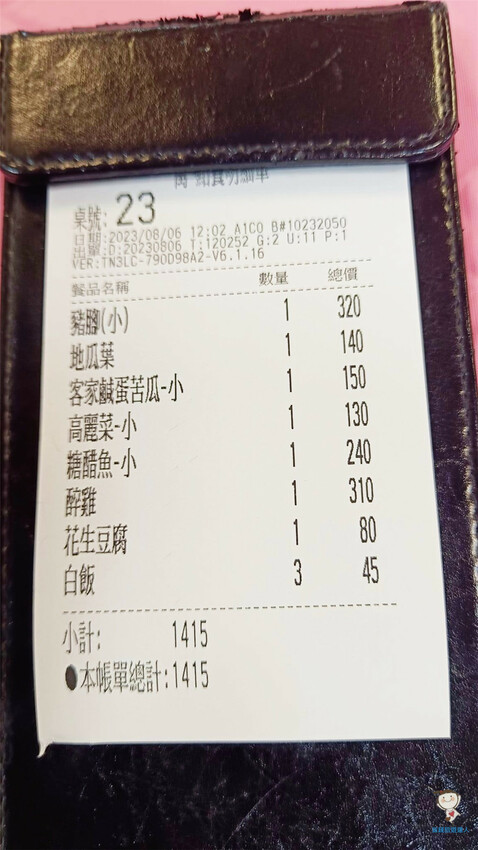 桌號: 23
日期:2023/08/06 12:02 A1C0 B#10232050
出單:D:20230806 T:120252 G:2 U:11 P:1
VER:TN3LC-790D98A2-V6.1.16
餐品名稱 數量 總價
豬腳(小) 1 320
地瓜葉 1 140
客家鹹蛋苦瓜-小 1 150
高麗菜-小 1 130
糖醋魚-小 1 240
醉雞 1 310
花生豆腐 1 80
白飯 3 45
小計: 1415
●本帳單總計:1415